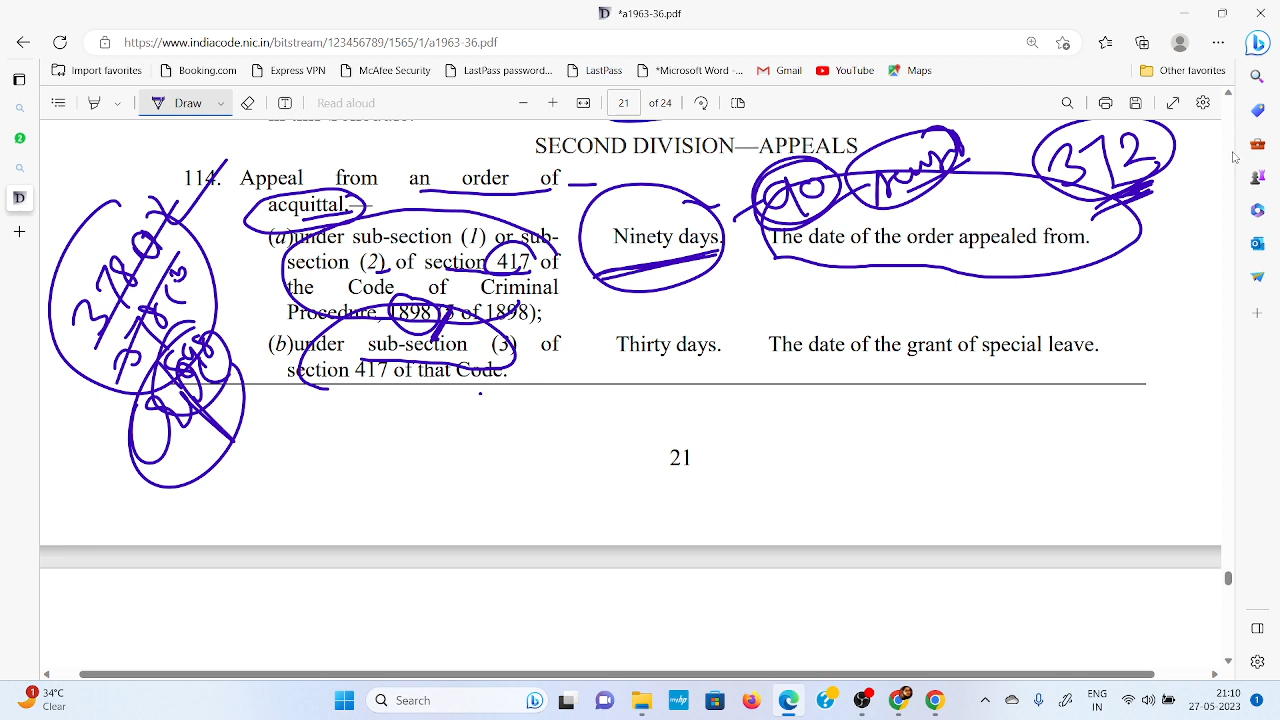 *a1963-36.pdf
https://www.indiacode.nic.in/bitstream/123456789/1565/1/a1963-36.pdf
Import favorites
Booking.com
Express VPN
McAfee Security
LastPass password...
LastPass
*Microsoft Word -...
Gmail
YouTube
Maps
Other favorites
Draw
Read aloud
21
of 24
SECOND DIVISION—APPEALS
372
90
114. Appeal from an order of
acquittal,—
(a)under sub-section (1) or sub-
section (2) of section 417 of
the Code of Criminal
Procedure, 1898 (5 of 1898);
Ninety days.
The date of the order appealed from.
(b)under sub-section (3) of
section 417 of that Code.
Thirty days.
The date of the grant of special leave.
378
378 (3
21
34°C
Clear
1
Search
ENG
IN
21:10
27-05-2023
1